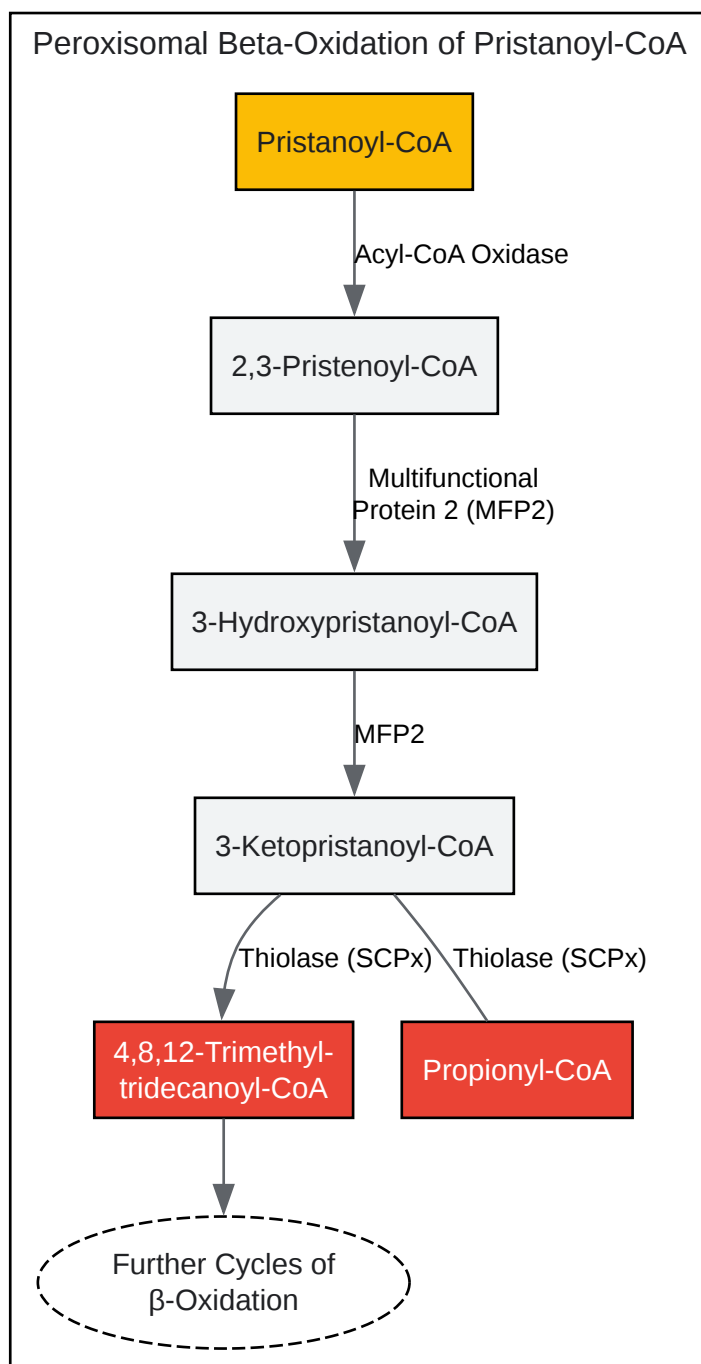 Peroxisomal Beta-Oxidation of Pristanoyl-CoA
Pristanoyl-CoA
Acyl-CoA Oxidase
2,3-Pristenoyl-CoA
Multifunctional
Protein 2 (MFP2)
3-Hydroxypristanoyl-CoA
MFP2
3-Ketopristanoyl-CoA
Thiolase (SCPx)
Thiolase (SCPx)
4,8,12-Trimethyl-
tridecanoyl-CoA
Propionyl-CoA
Further Cycles of
β-Oxidation